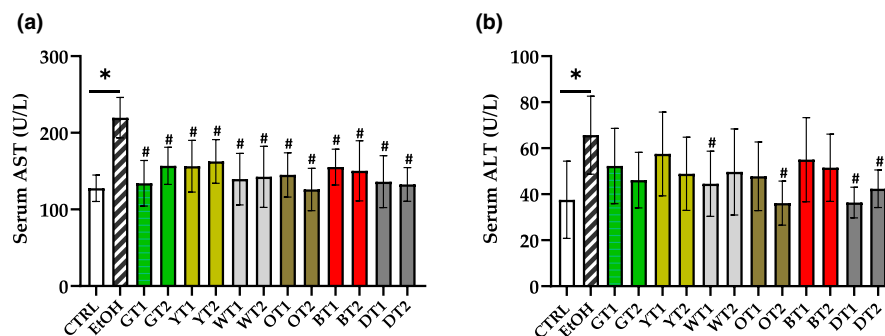 (a)
Serum AST (U/L)
300
200
100
0
*
# # # # # # # # # # # #
CTRL EtOH GT1 GT2 YT1 YT2 WT1 WT2 OT1 OT2 BT1 BT2 DT1 DT2
(b)
Serum ALT (U/L)
100
80
60
40
20
0
*
# # # #
CTRL EtOH GT1 GT2 YT1 YT2 WT1 WT2 OT1 OT2 BT1 BT2 DT1 DT2